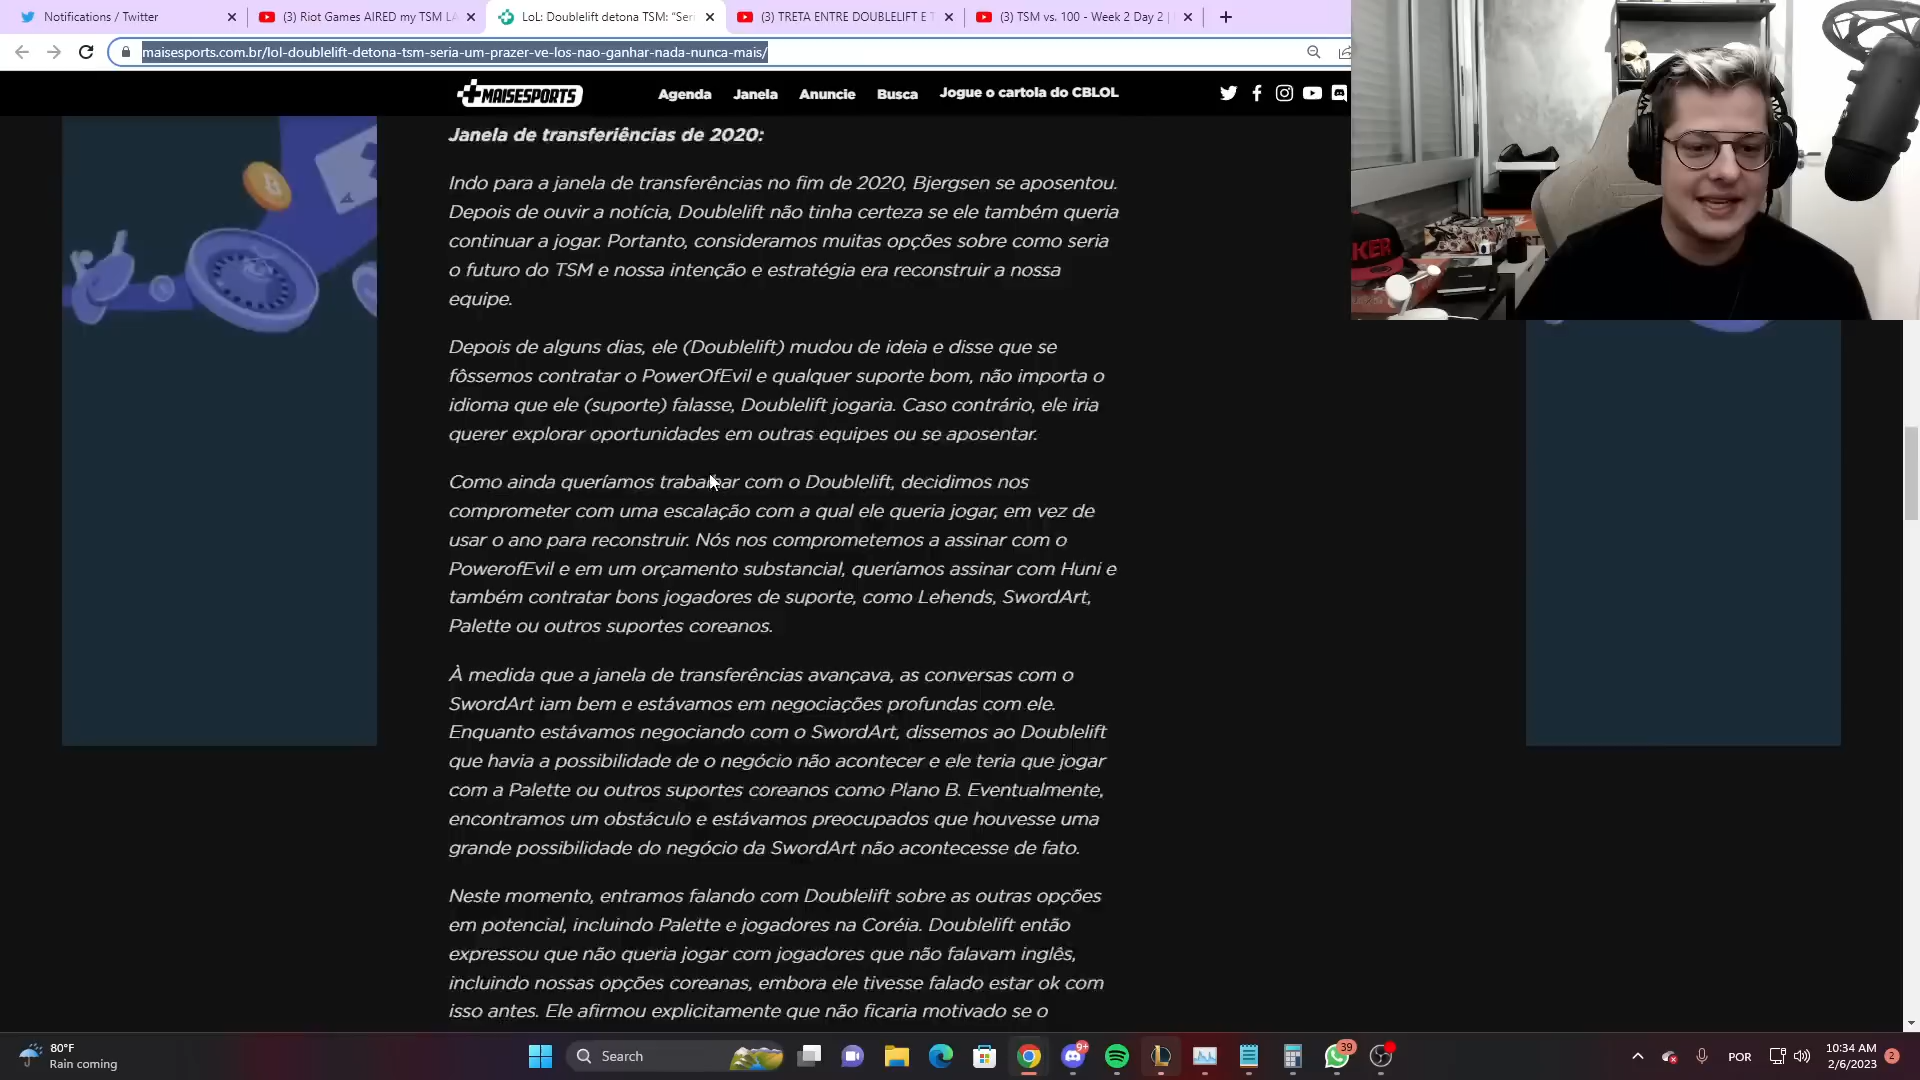 Notifications / Twitter
(3) Riot Games AIRED my TSM LA
LoL: Doublelift detona TSM: “Seri
(3) TRETA ENTRE DOUBLELIFT E T
(3) TSM vs. 100 - Week 2 Day 2 |
maisesports.com.br/lol-doublelift-detona-tsm-seria-um-prazer-ve-los-nao-ganhar-nada-nunca-mais/
MAISESPORTS
Agenda Janela Anuncie Busca Jogue o cartola do CBLOL
Janela de transferiências de 2020:
Indo para a janela de transferências no fim de 2020, Bjergsen se aposentou.
Depois de ouvir a notícia, Doublelift não tinha certeza se ele também queria
continuar a jogar. Portanto, consideramos muitas opções sobre como seria
o futuro do TSM e nossa intenção e estratégia era reconstruir a nossa
equipe.
Depois de alguns dias, ele (Doublelift) mudou de ideia e disse que se
fôssemos contratar o PowerOfEvil e qualquer suporte bom, não importa o
idioma que ele (suporte) falasse, Doublelift jogaria. Caso contrário, ele iria
querer explorar oportunidades em outras equipes ou se aposentar.
Como ainda queríamos trabalhar com o Doublelift, decidimos nos
comprometer com uma escalação com a qual ele queria jogar, em vez de
usar o ano para reconstruir. Nós nos comprometemos a assinar com o
PowerofEvil e em um orçamento substancial, queríamos assinar com Huni e
também contratar bons jogadores de suporte, como Lehends, SwordArt,
Palette ou outros suportes coreanos.
À medida que a janela de transferências avançava, as conversas com o
SwordArt iam bem e estávamos em negociações profundas com ele.
Enquanto estávamos negociando com o SwordArt, dissemos ao Doublelift
que havia a possibilidade de o negócio não acontecer e ele teria que jogar
com a Palette ou outros suportes coreanos como Plano B. Eventualmente,
encontramos um obstáculo e estávamos preocupados que houvesse uma
grande possibilidade do negócio da SwordArt não acontecesse de fato.
Neste momento, entramos falando com Doublelift sobre as outras opções
em potencial, incluindo Palette e jogadores na Coréia. Doublelift então
expressou que não queria jogar com jogadores que não falavam inglês,
incluindo nossas opções coreanas, embora ele tivesse falado estar ok com
isso antes. Ele afirmou explicitamente que não ficaria motivado se o
KER
80°F
Rain coming
Search
9+
39
POR
10:34 AM
2/6/2023
2